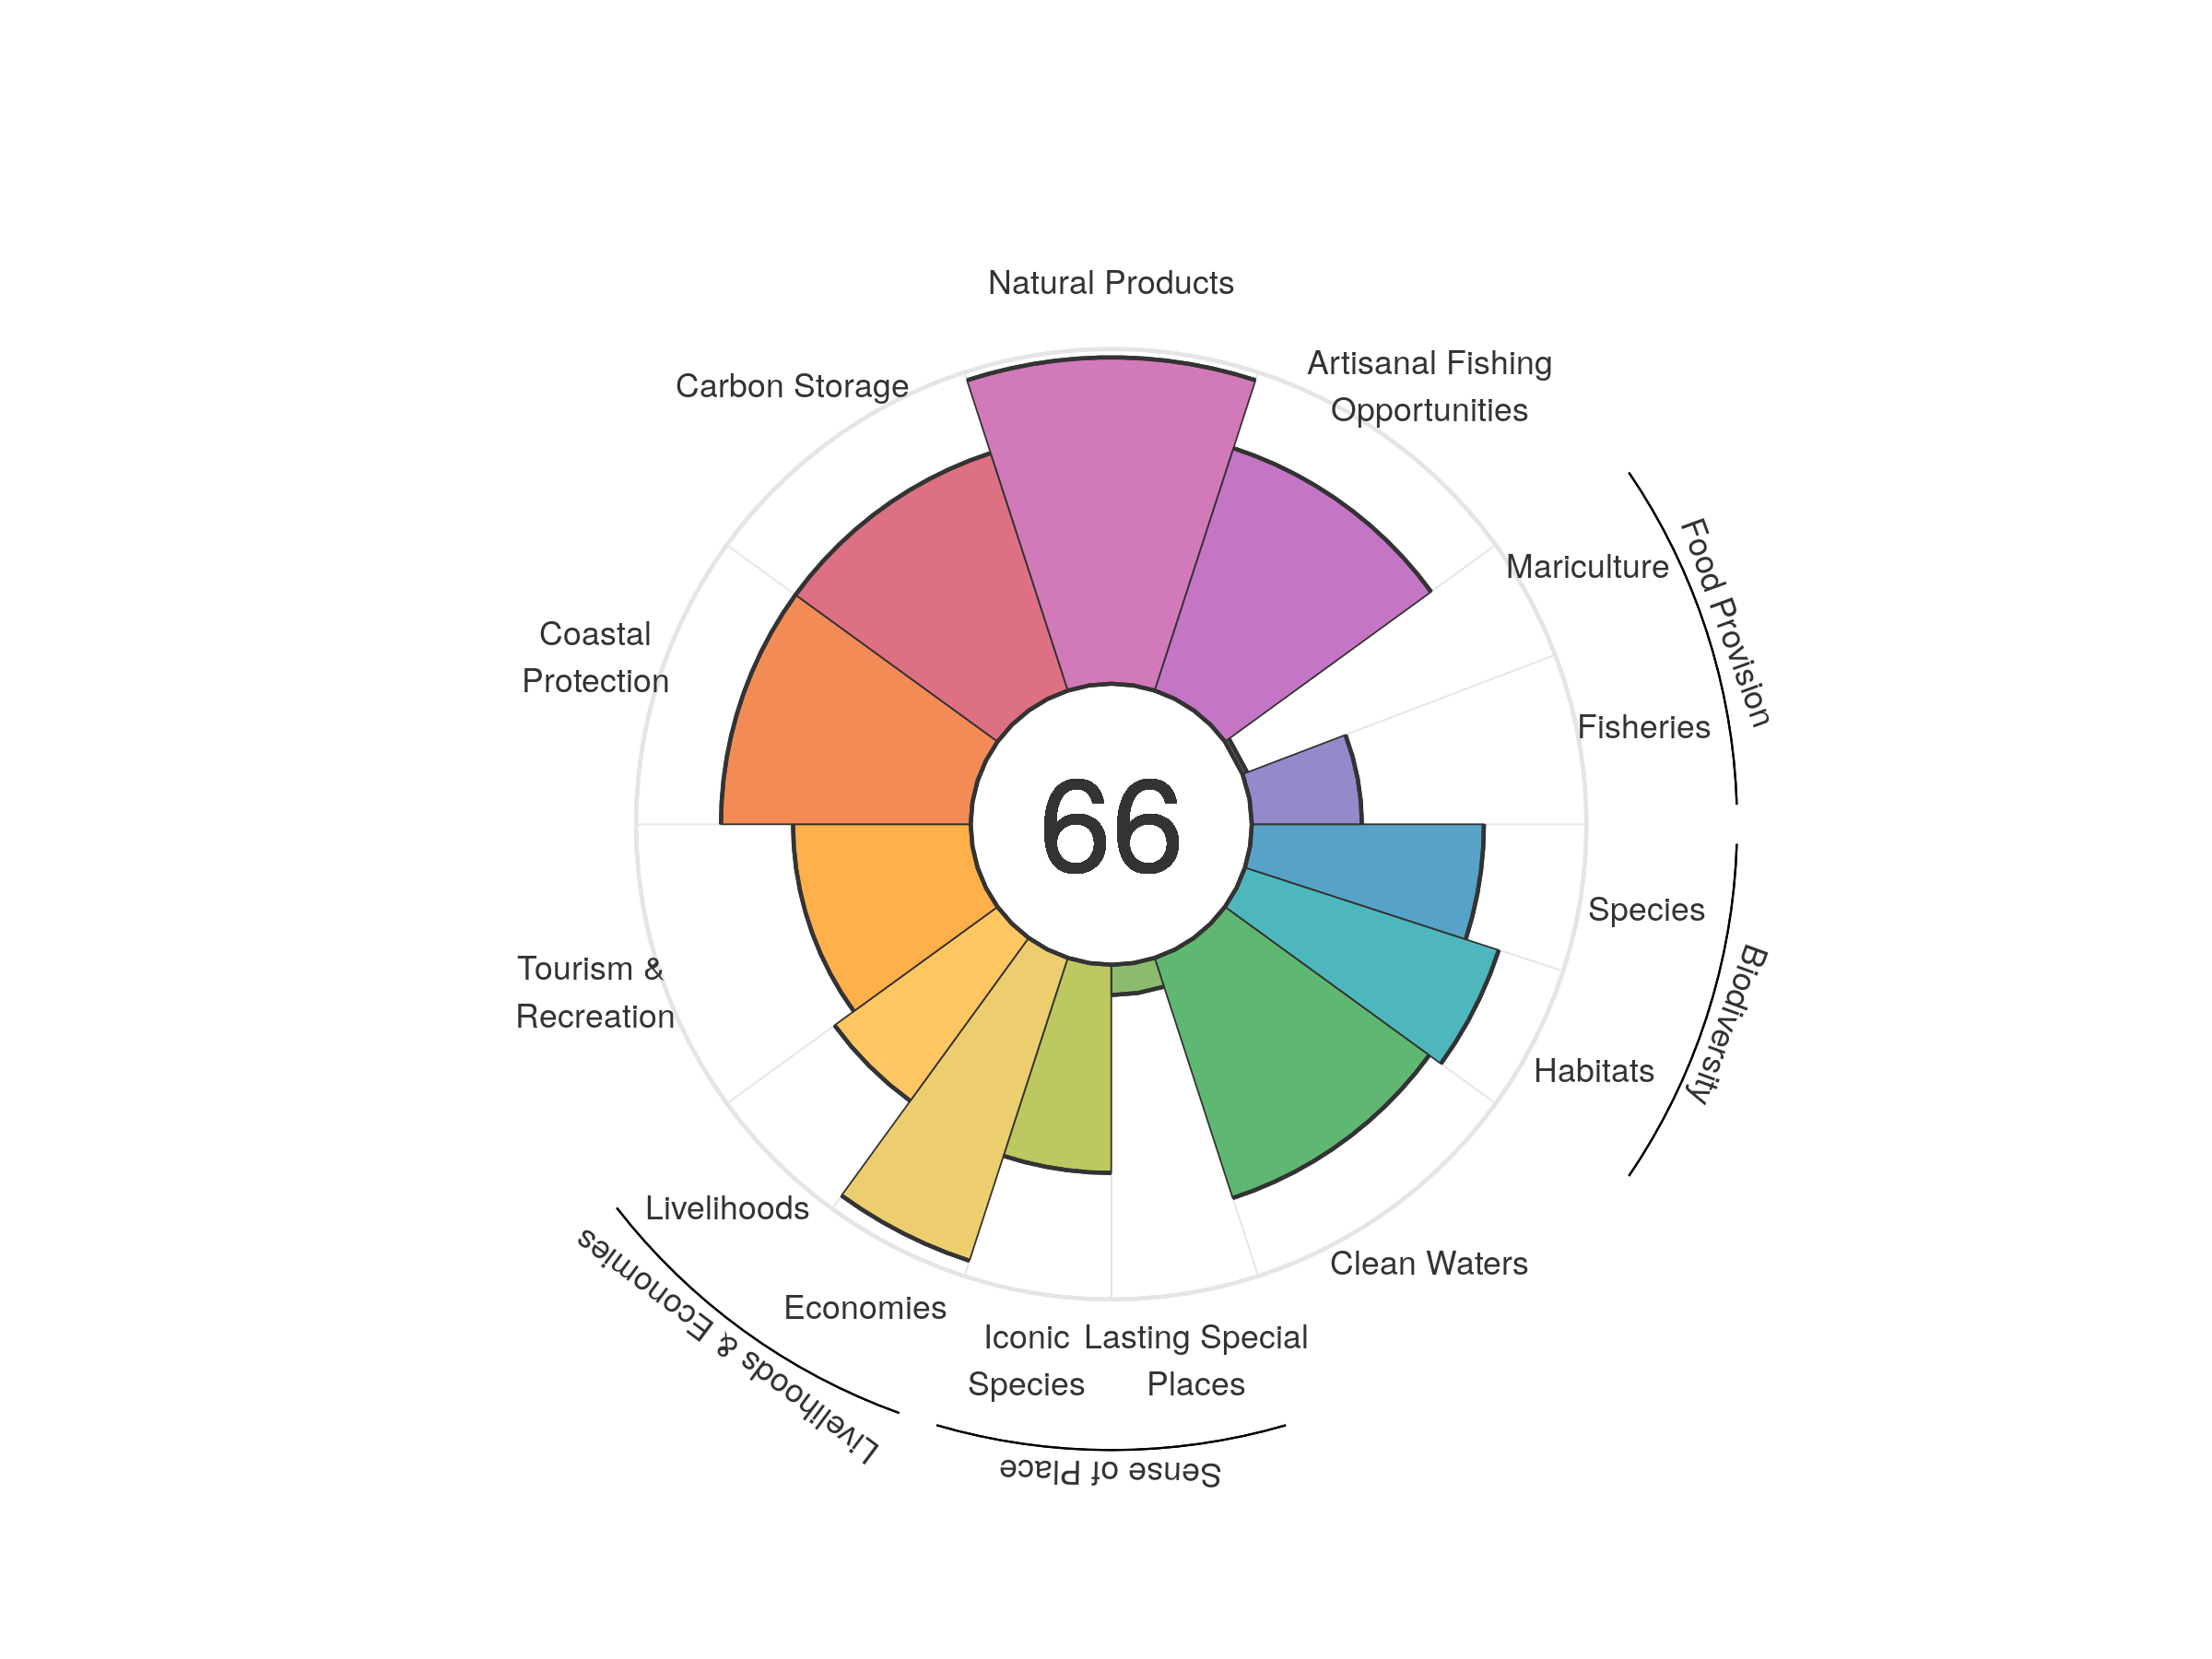 Natural Products
Artisanal Fishing
Opportunities
Carbon Storage
Mariculture
Food Provision
Coastal
Protection
Fisheries
66
Species
Biodiversity
Tourism &
Recreation
Habitats
Livelihoods
Clean Waters
Livelihoods & Economies
Economies
Iconic
Species
Lasting Special
Places
Sense of Place